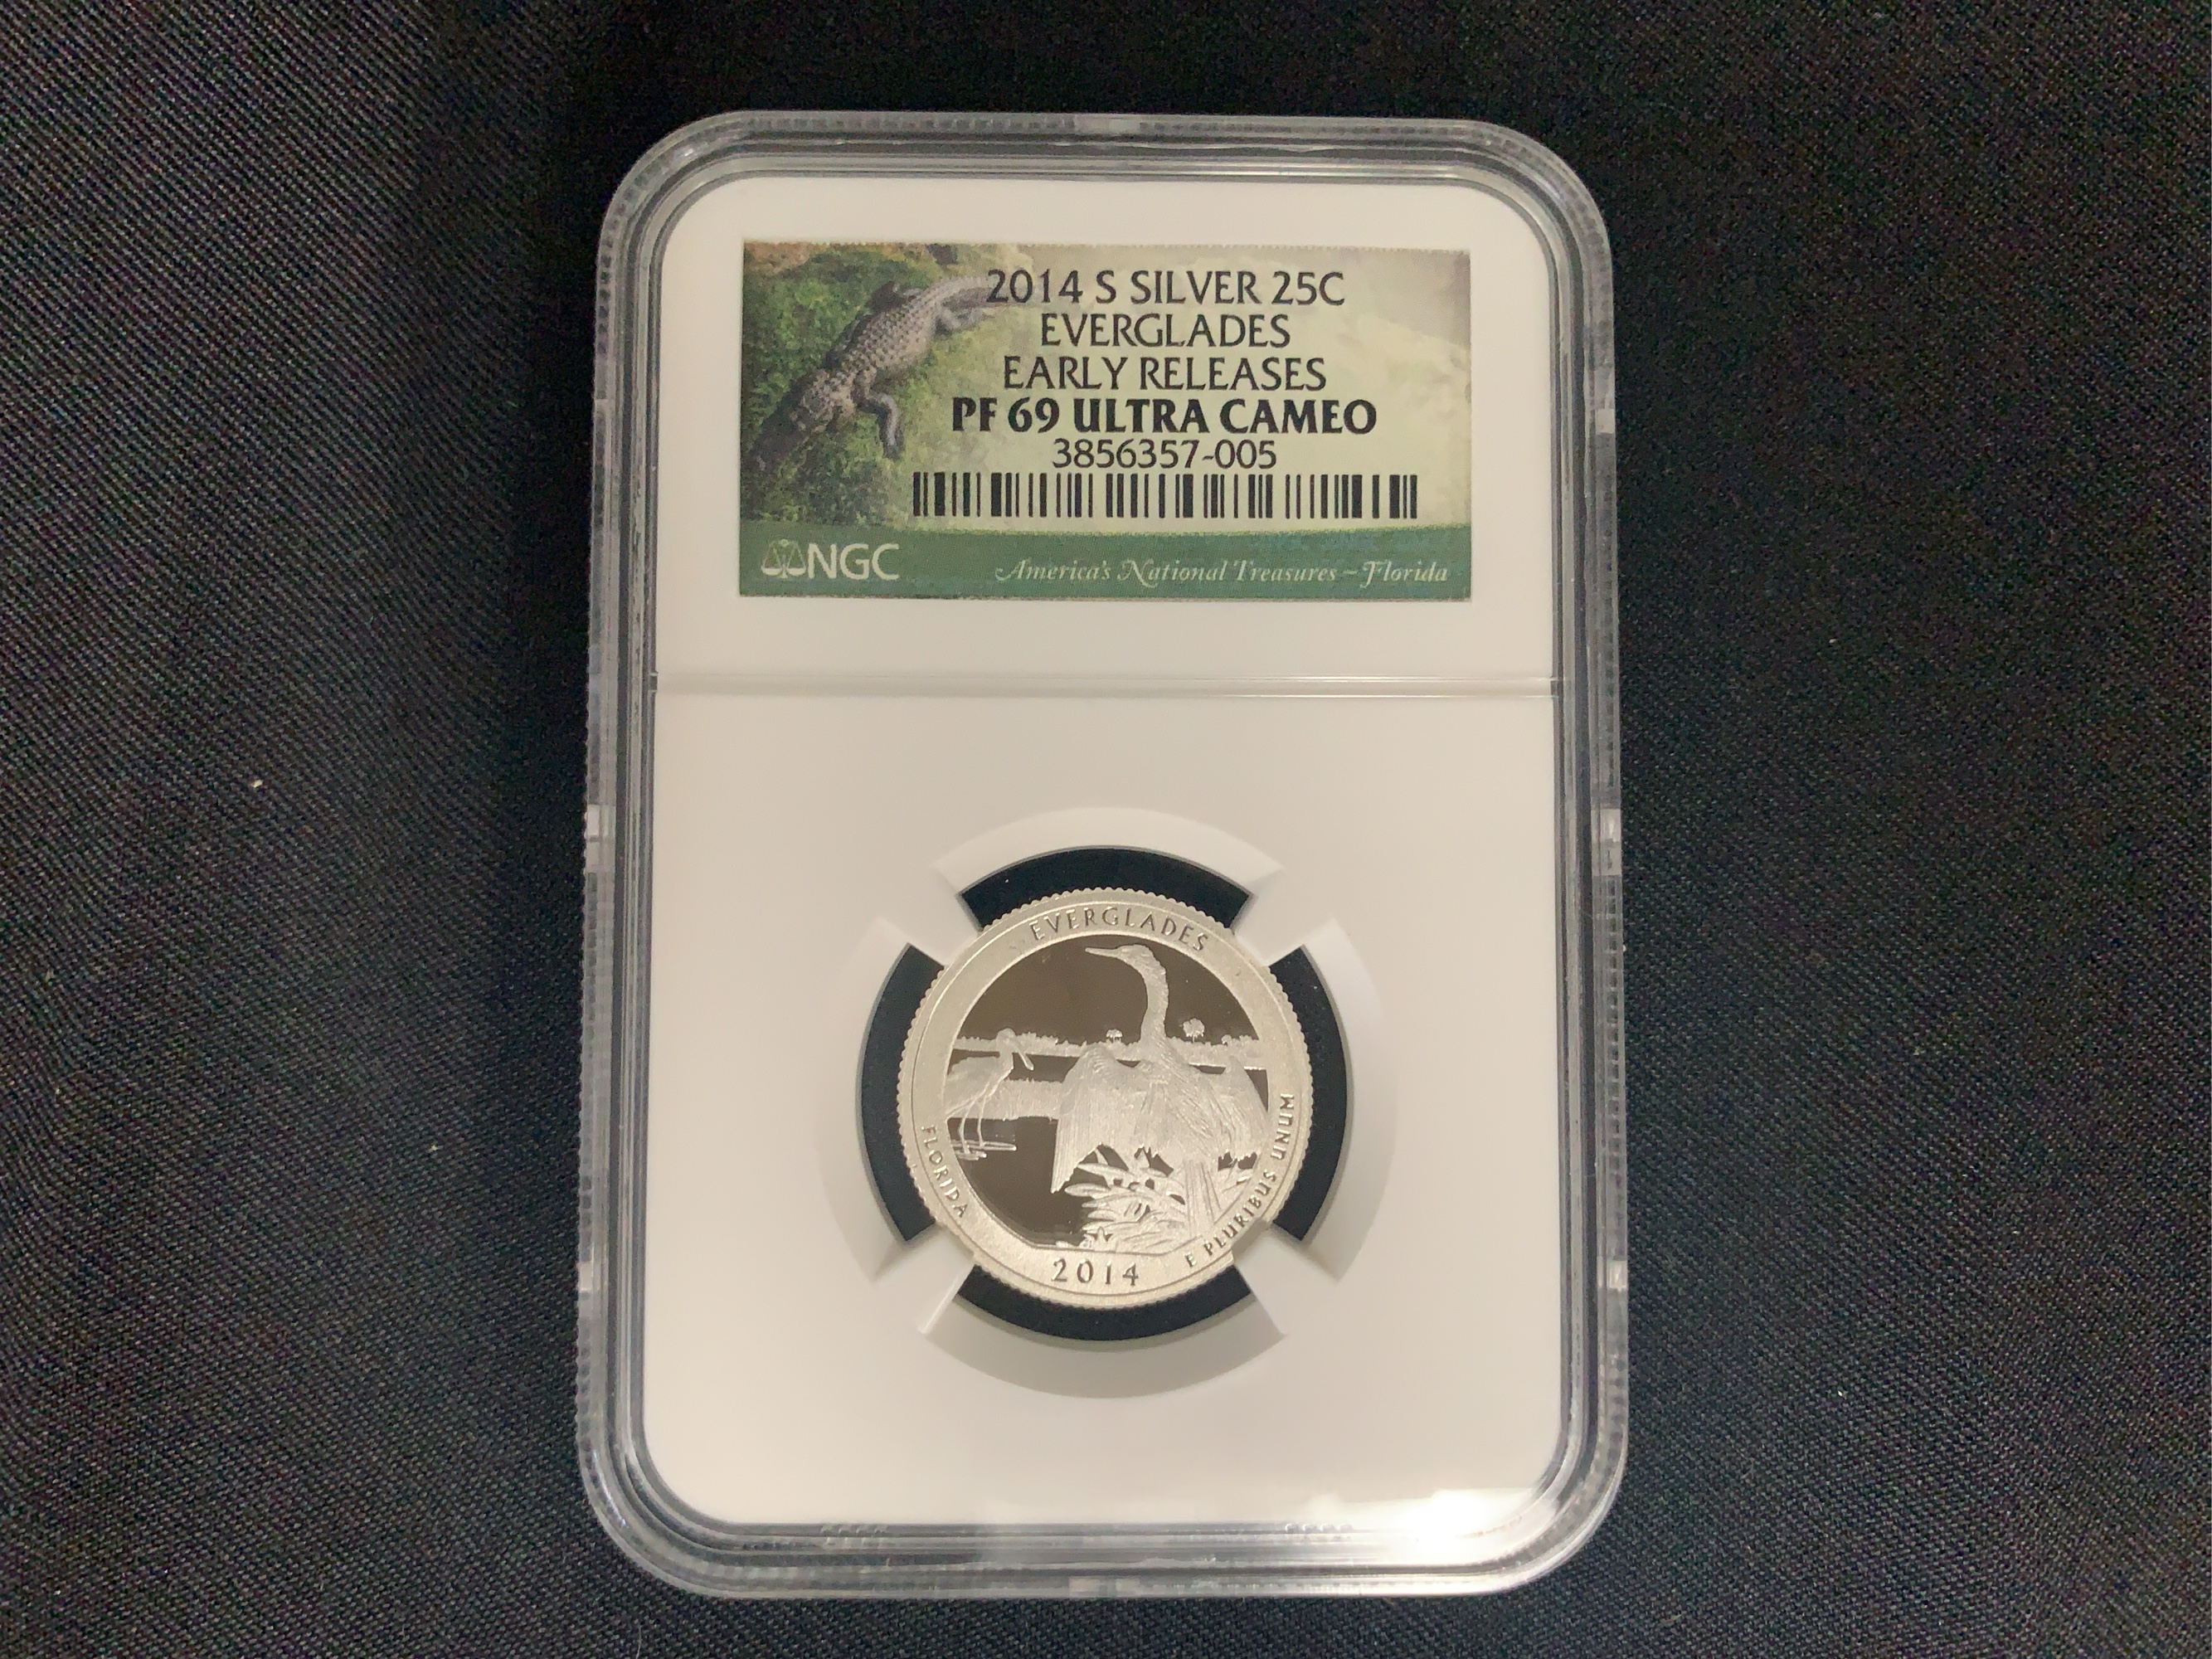 2014 S SILVER 25C
EVERGLADES
EARLY RELEASES
PF 69 ULTRA CAMEO
3856357-005
NGC
America's National Treasures – Florida
EVERGLADES
FLORIDA
2014
E PLURIBUS UNUM